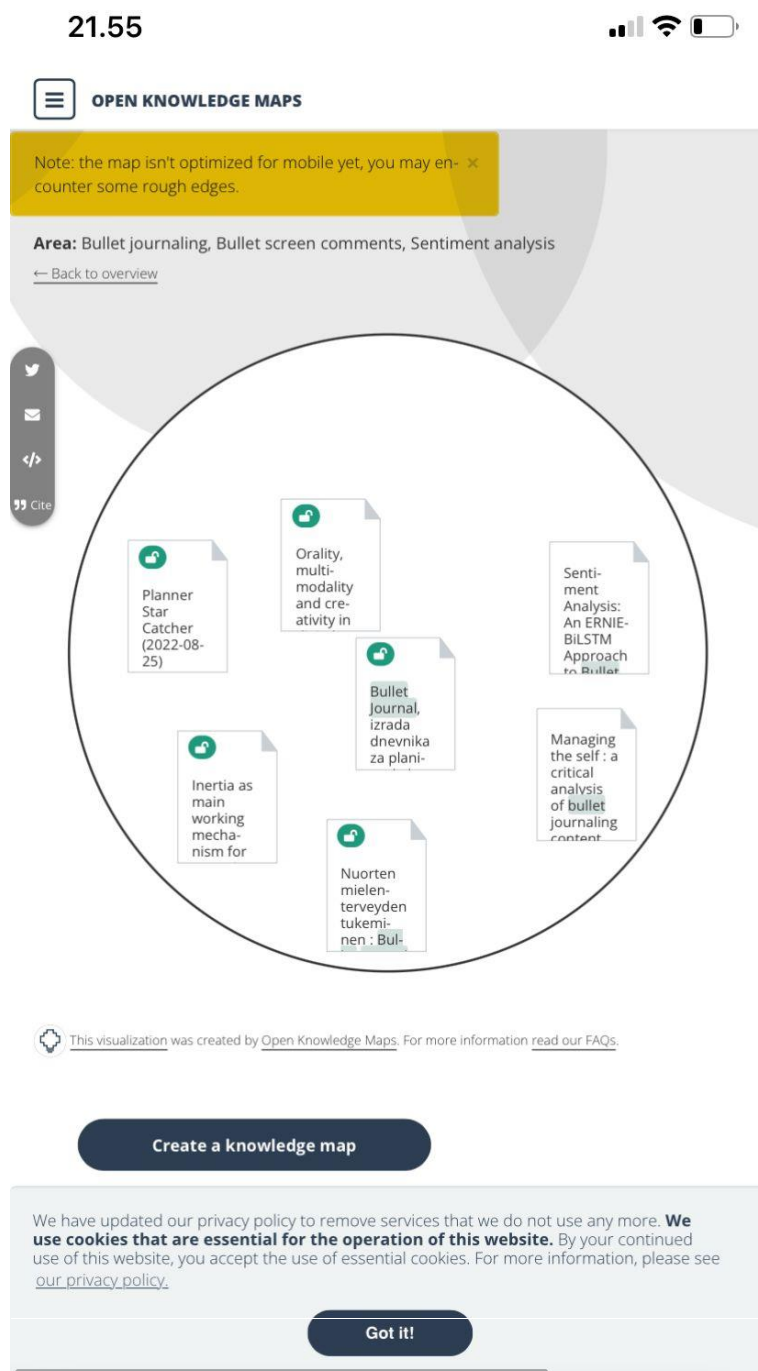 21.55
OPEN KNOWLEDGE MAPS
Note: the map isn't optimized for mobile yet, you may en-
counter some rough edges.
×
Area: Bullet journaling, Bullet screen comments, Sentiment analysis
← Back to overview
Cite
Planner
Star
Catcher
(2022-08-
25)
Orality,
multi-
modality
and cre-
ativity in
Senti-
ment
Analysis:
An ERNIE-
BiLSTM
Approach
to Bullet
Bullet
Journal,
izrada
dnevnika
za plani-
Inertia as
main
working
mecha-
nism for
Managing
the self : a
critical
analysis
of bullet
journaling
content
Nuorten
mielen-
terveyden
tukemi-
nen : Bul-
This visualization was created by Open Knowledge Maps. For more information read our FAQs.
Create a knowledge map
We have updated our privacy policy to remove services that we do not use any more. We
use cookies that are essential for the operation of this website. By your continued
use of this website, you accept the use of essential cookies. For more information, please see
our privacy policy.
Got it!